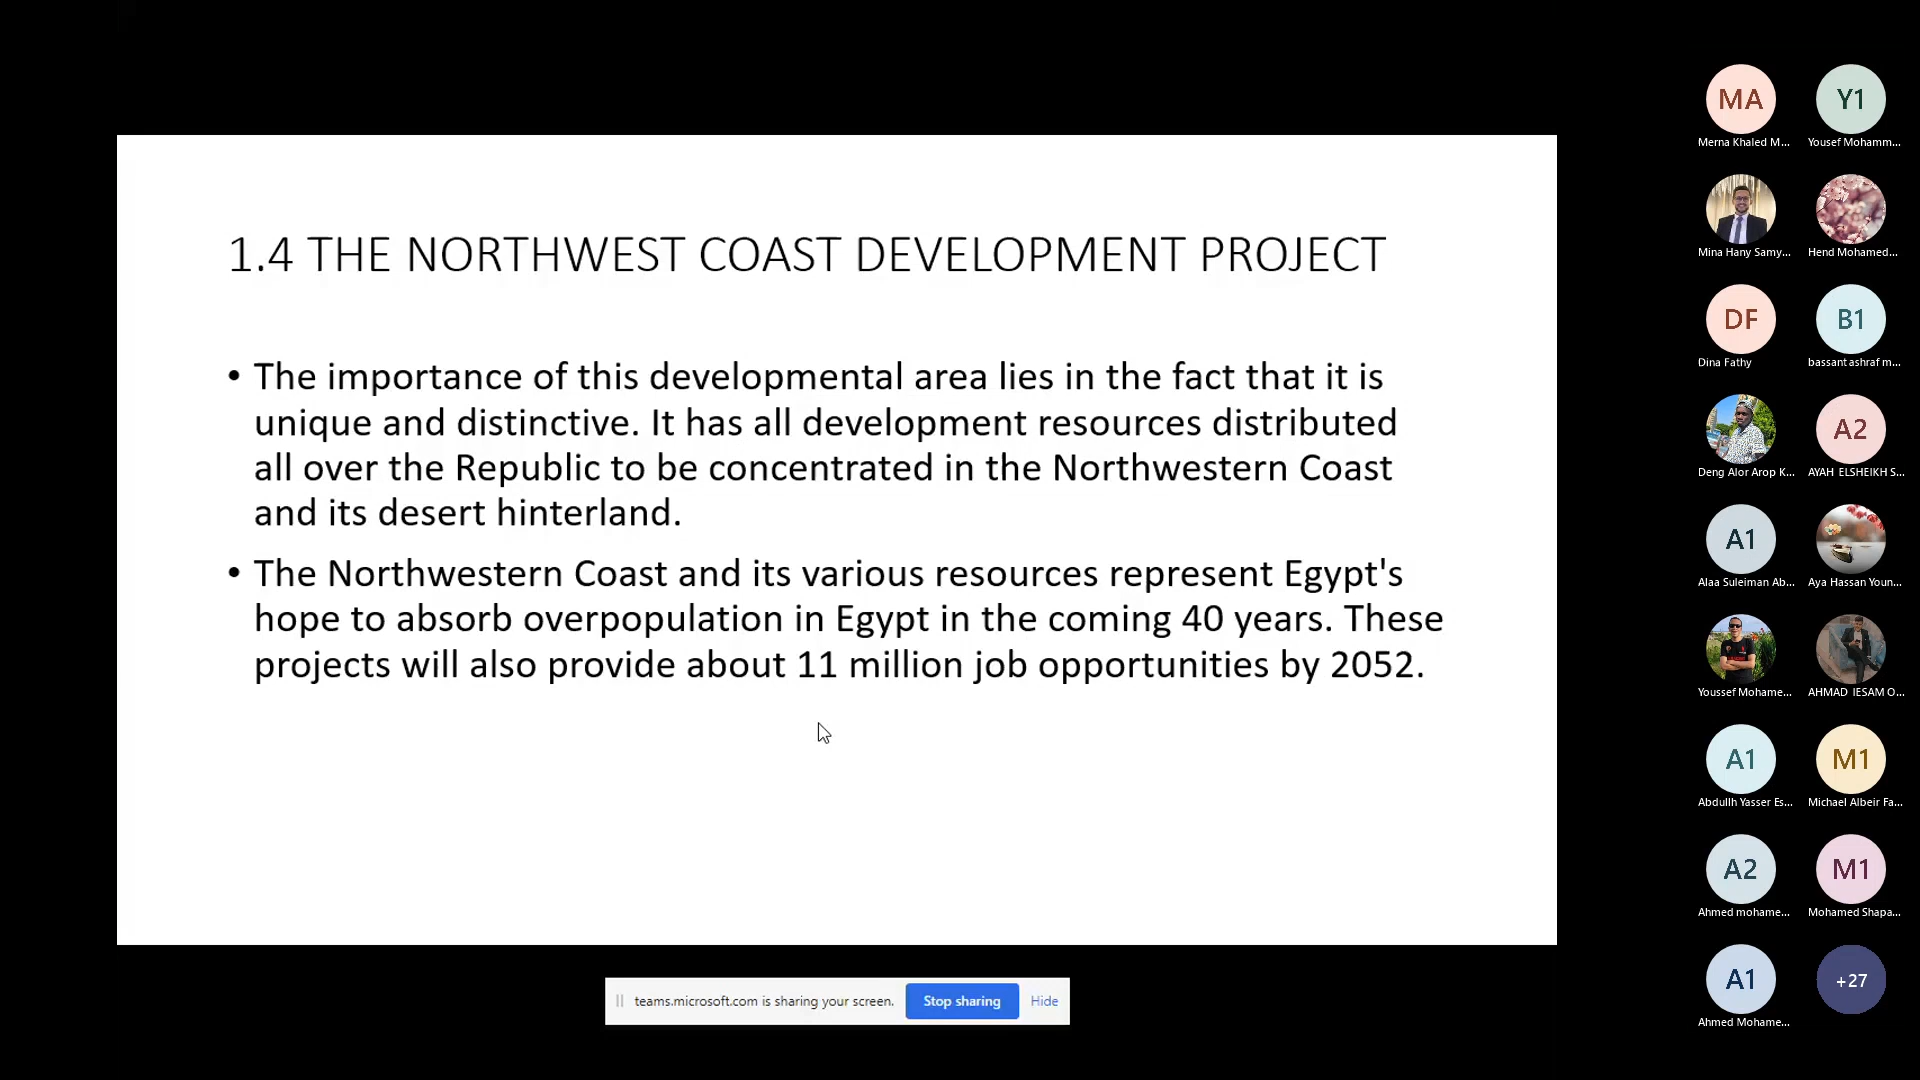 1.4 THE NORTHWEST COAST DEVELOPMENT PROJECT
• The importance of this developmental area lies in the fact that it is
unique and distinctive. It has all development resources distributed
all over the Republic to be concentrated in the Northwestern Coast
and its desert hinterland.
• The Northwestern Coast and its various resources represent Egypt's
hope to absorb overpopulation in Egypt in the coming 40 years. These
projects will also provide about 11 million job opportunities by 2052.
teams.microsoft.com is sharing your screen. Stop sharing Hide
MA Y1
Merna Khaled M... Yousef Mohamm...
Mina Hany Samy... Hend Mohamed...
DF B1
Dina Fathy bassant ashraf m...
A2
Deng Alor Arop K... AYAH ELSHEIKH S...
A1
Alaa Suleiman Ab... Aya Hassan Youn...
Youssef Mohame... AHMAD IESAM O...
A1 M1
Abdullh Yasser Es... Michael Albeir Fa...
A2 M1
Ahmed mohame... Mohamed Shapa...
A1 +27
Ahmed Mohame...